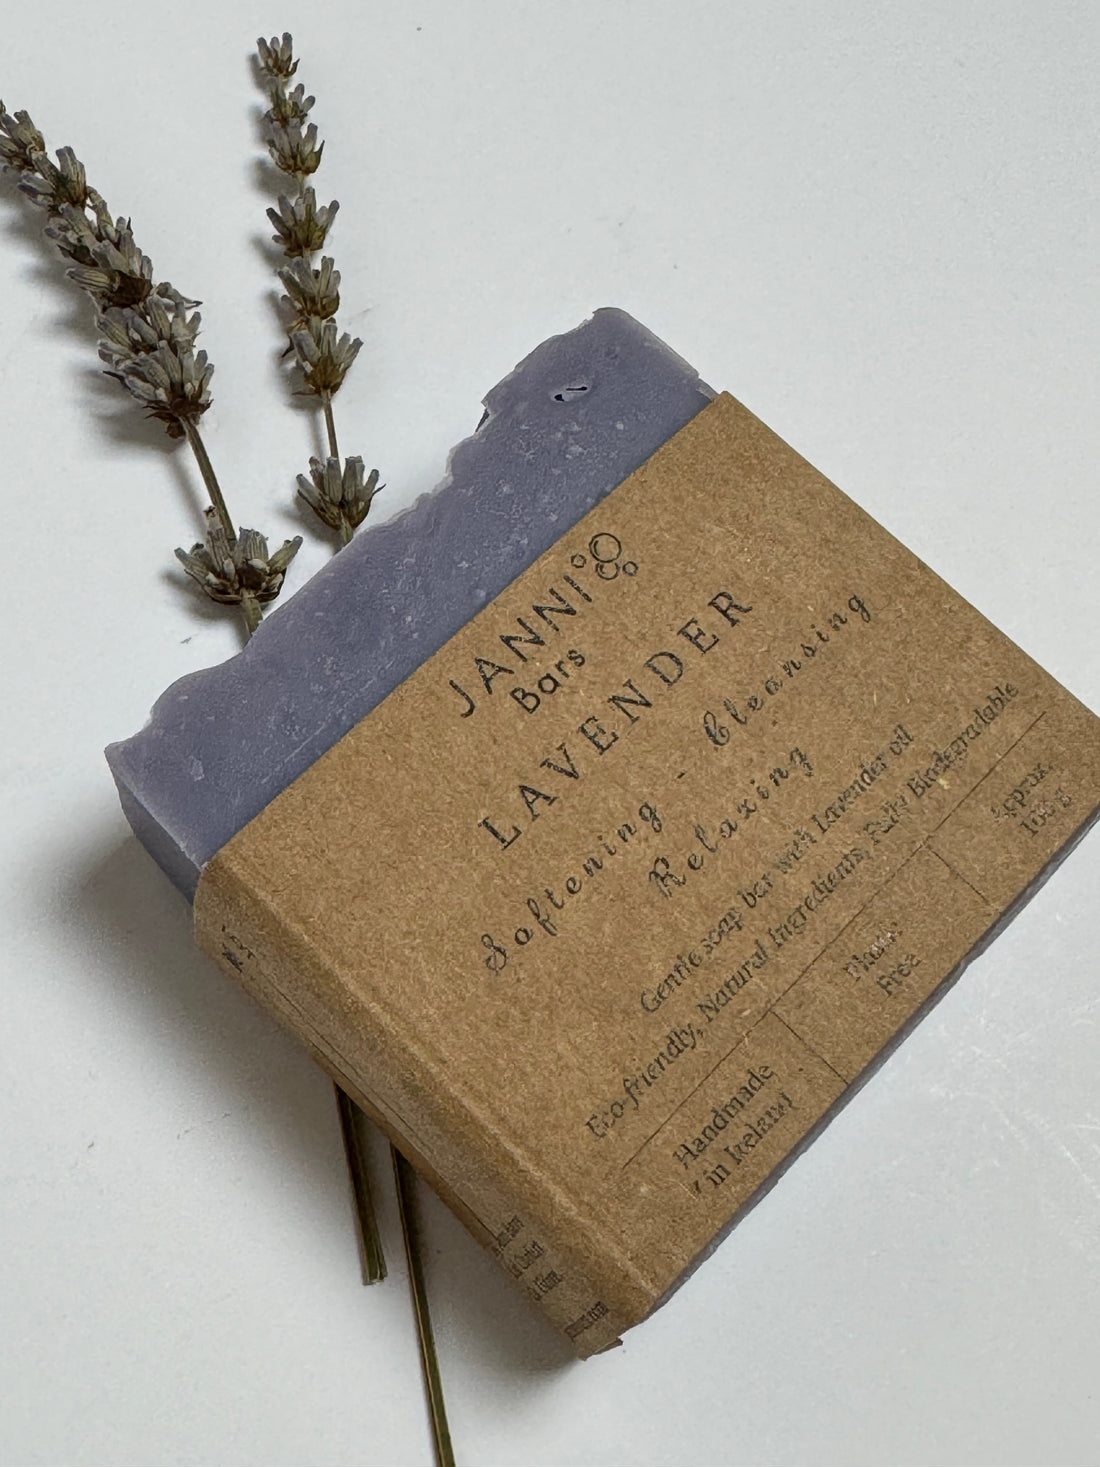 JANNI
Bars
LAVENDER
Softening - Cleansing
Relaxing
Gentle soap bar with Lavender oil
Eco-friendly, Natural Ingredients, Fully Biodegradable
Handmade
in Ireland
Plastic
Free
Approx.
100 g